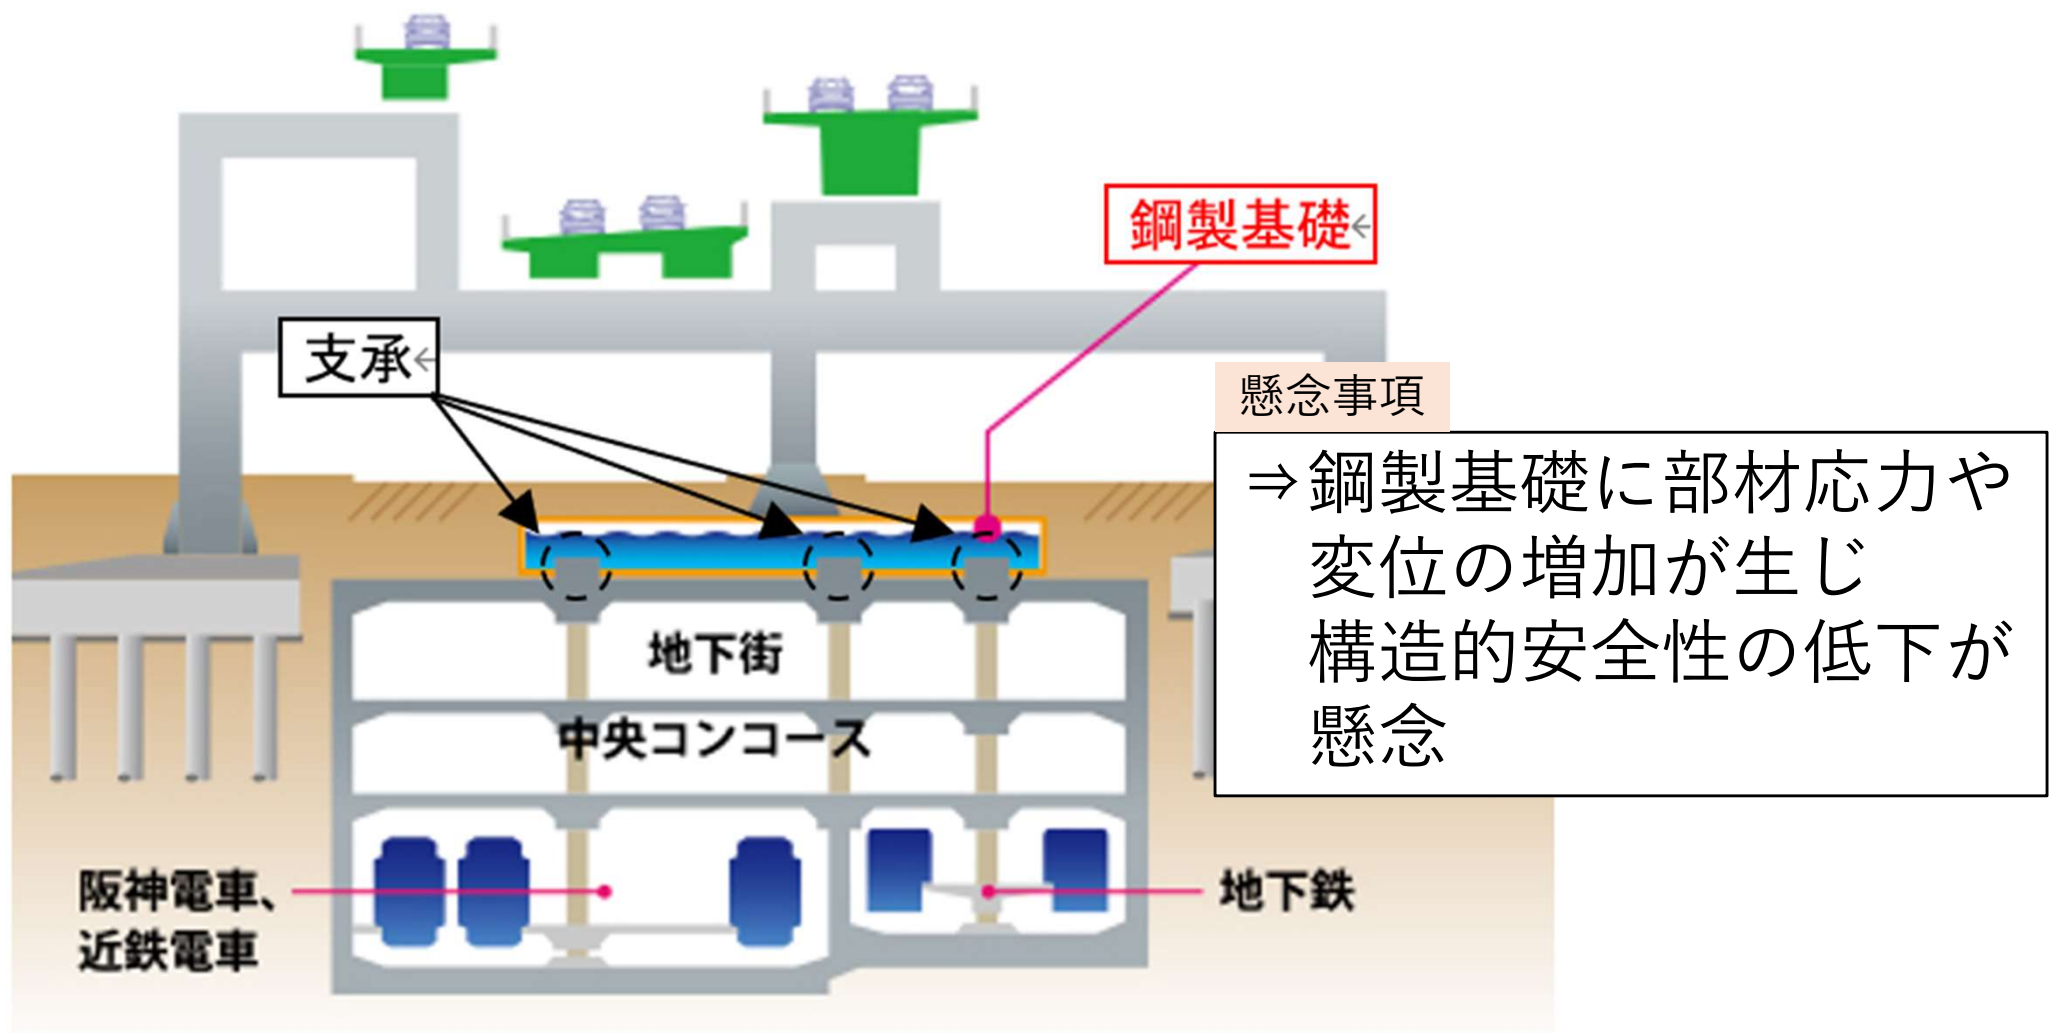 鋼製基礎←
支承←
懸念事項
⇒鋼製基礎に部材応力や
変位の増加が生じ
構造的安全性の低下が
懸念
地下街
中央コンコース
阪神電車、
近鉄電車
地下鉄